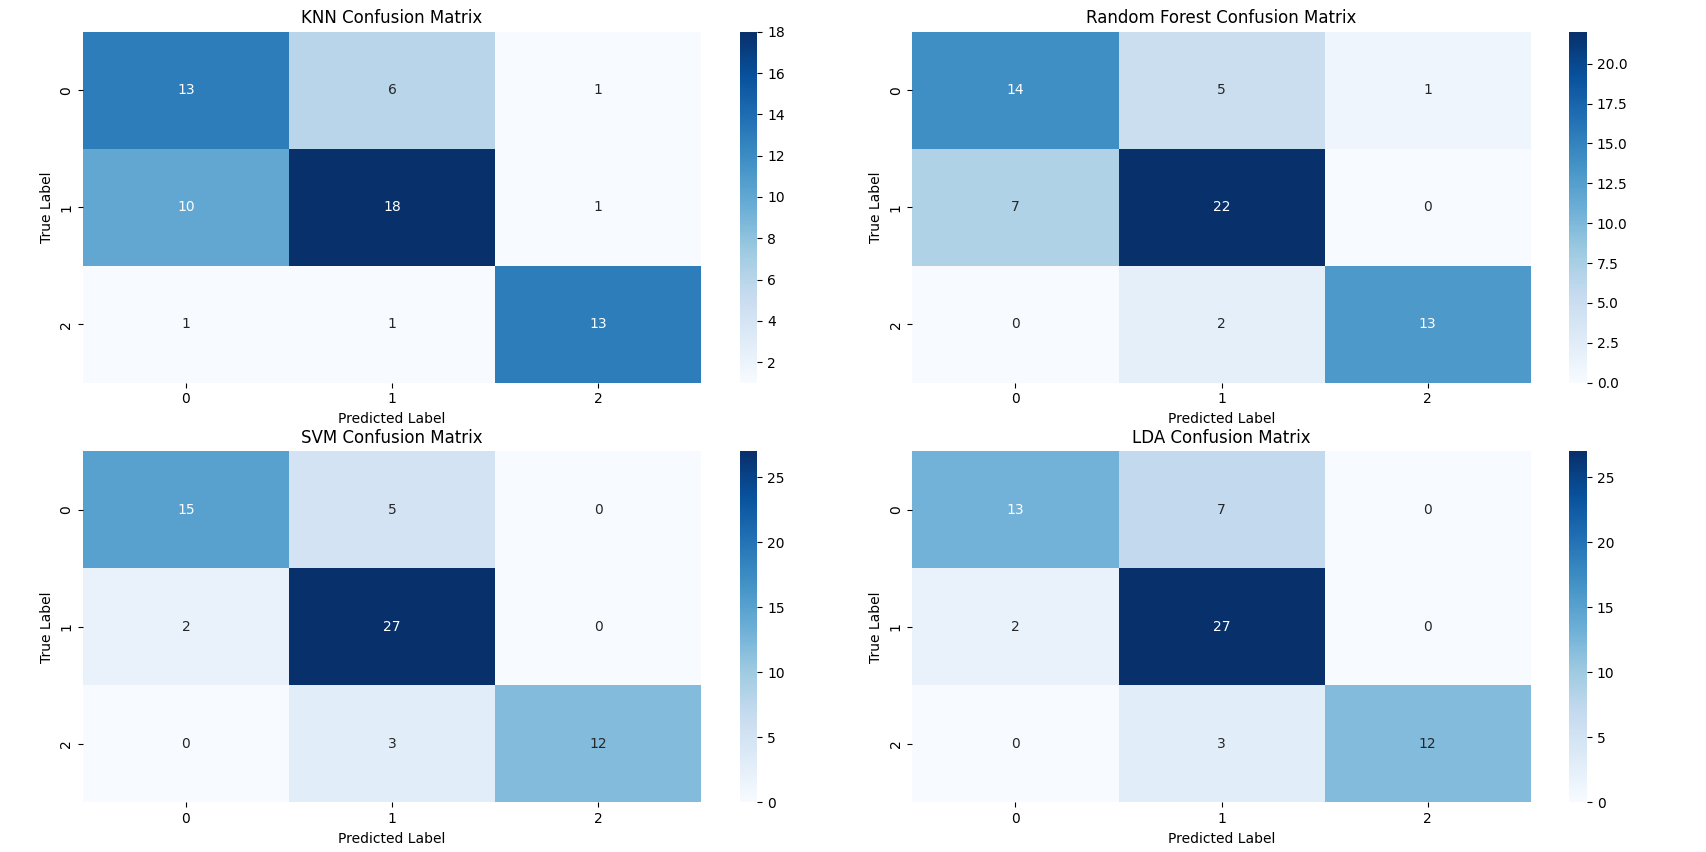 KNN Confusion Matrix
True Label
0
1
2
13 6 1
10 18 1
1 1 13
0 1 2
Predicted Label
18
16
14
12
10
8
6
4
2
Random Forest Confusion Matrix
True Label
0
1
2
14 5 1
7 22 0
0 2 13
0 1 2
Predicted Label
20.0
17.5
15.0
12.5
10.0
7.5
5.0
2.5
0.0
SVM Confusion Matrix
True Label
0
1
2
15 5 0
2 27 0
0 3 12
0 1 2
Predicted Label
25
20
15
10
5
0
LDA Confusion Matrix
True Label
0
1
2
13 7 0
2 27 0
0 3 12
0 1 2
Predicted Label
25
20
15
10
5
0